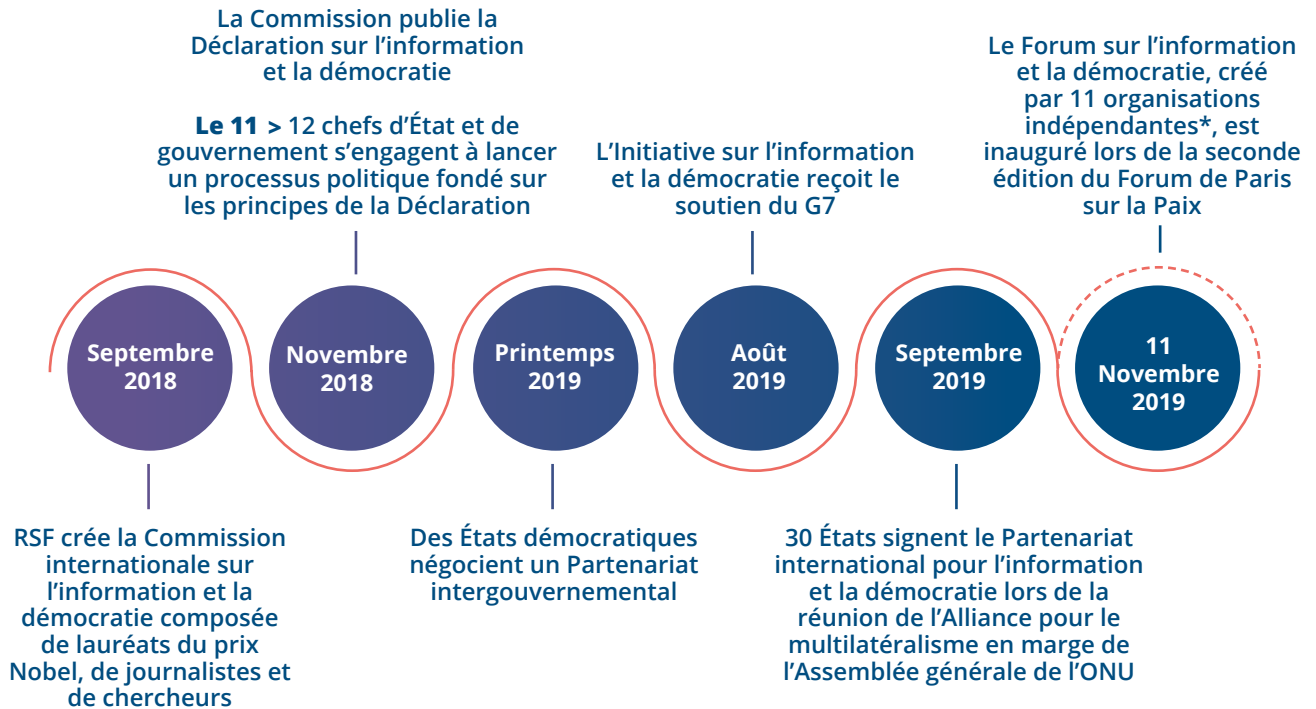 Septembre
2018
RSF crée la Commission
internationale sur
l’information et la
démocratie composée
de lauréats du prix
Nobel, de journalistes et
de chercheurs
La Commission publie la
Déclaration sur l’information
et la démocratie
Le 11 > 12 chefs d’État et de
gouvernement s’engagent à lancer
un processus politique fondé sur
les principes de la Déclaration
Novembre
2018
Printemps
2019
Des États démocratiques
négocient un Partenariat
intergouvernemental
L’Initiative sur l’information
et la démocratie reçoit le
soutien du G7
Août
2019
Septembre
2019
30 États signent le Partenariat
international pour l’information
et la démocratie lors de la
réunion de l’Alliance pour le
multilatéralisme en marge de
l’Assemblée générale de l’ONU
Le Forum sur l’information
et la démocratie, créé
par 11 organisations
indépendantes*, est
inauguré lors de la seconde
édition du Forum de Paris
sur la Paix
11
Novembre
2019